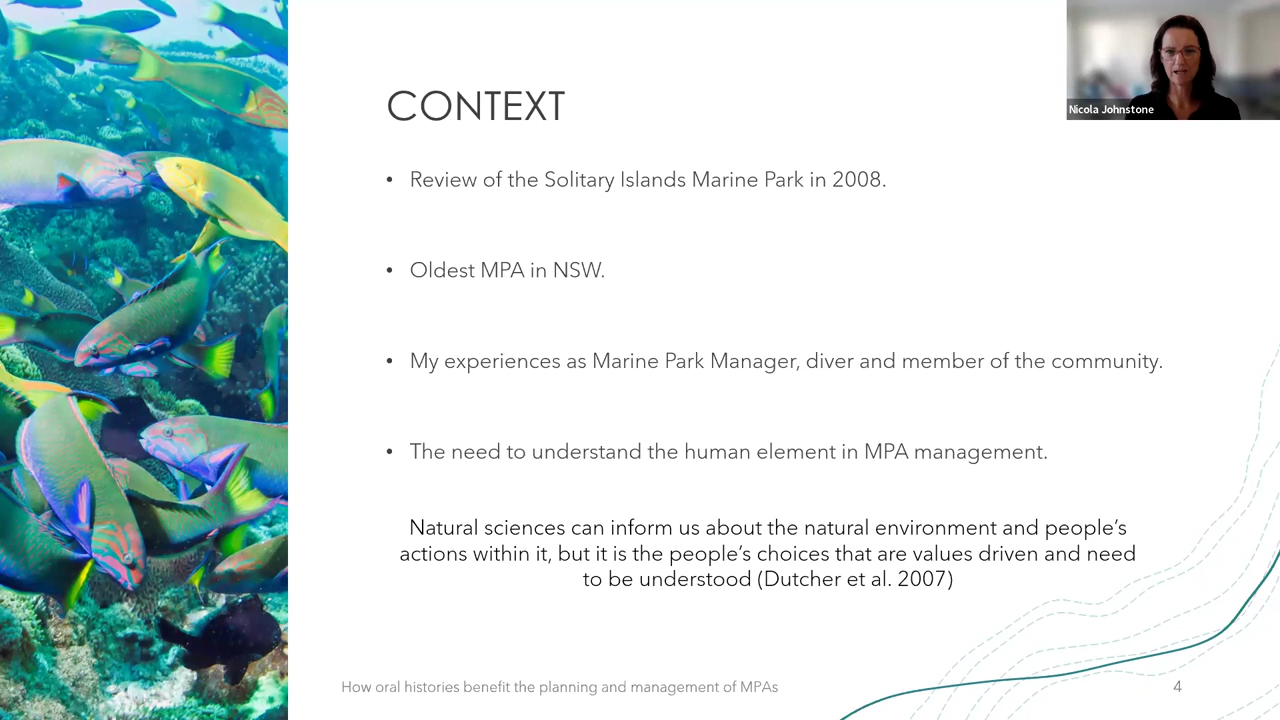 Nicola Johnstone
CONTEXT
• Review of the Solitary Islands Marine Park in 2008.
• Oldest MPA in NSW.
• My experiences as Marine Park Manager, diver and member of the community.
• The need to understand the human element in MPA management.
Natural sciences can inform us about the natural environment and people’s
actions within it, but it is the people’s choices that are values driven and need
to be understood (Dutcher et al. 2007)
How oral histories benefit the planning and management of MPAs
4